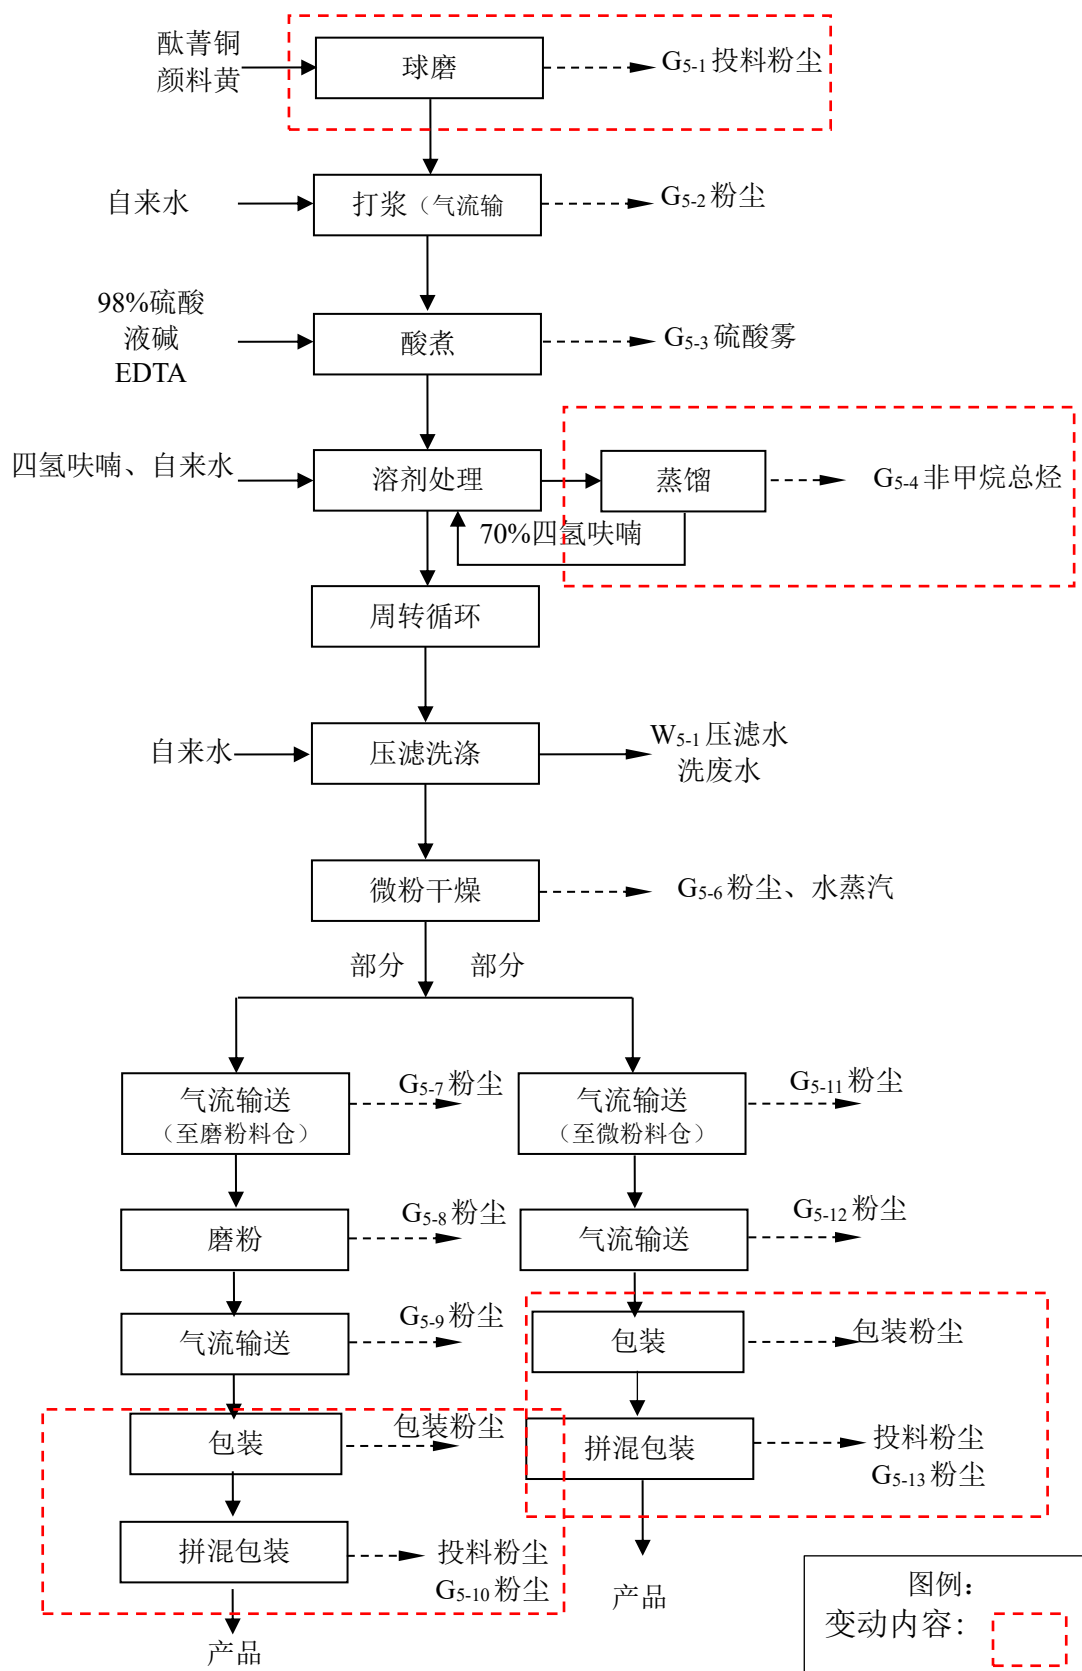 酞菁铜
颜料黄
球磨
G5-1投料粉尘
自来水
打浆（气流输
G5-2粉尘
98%硫酸
液碱
EDTA
酸煮
G5-3硫酸雾
四氢呋喃、自来水
溶剂处理
蒸馏
G5-4非甲烷总烃
70%四氢呋喃
周转循环
自来水
压滤洗涤
W5-1压滤水
洗废水
微粉干燥
G5-6粉尘、水蒸汽
部分
部分
气流输送
（至磨粉料仓）
G5-7粉尘
气流输送
（至微粉料仓）
G5-11粉尘
磨粉
G5-8粉尘
气流输送
G5-12粉尘
气流输送
G5-9粉尘
包装
包装粉尘
包装
包装粉尘
拼混包装
投料粉尘
G5-13粉尘
拼混包装
投料粉尘
G5-10粉尘
产品
产品
图例：
变动内容：